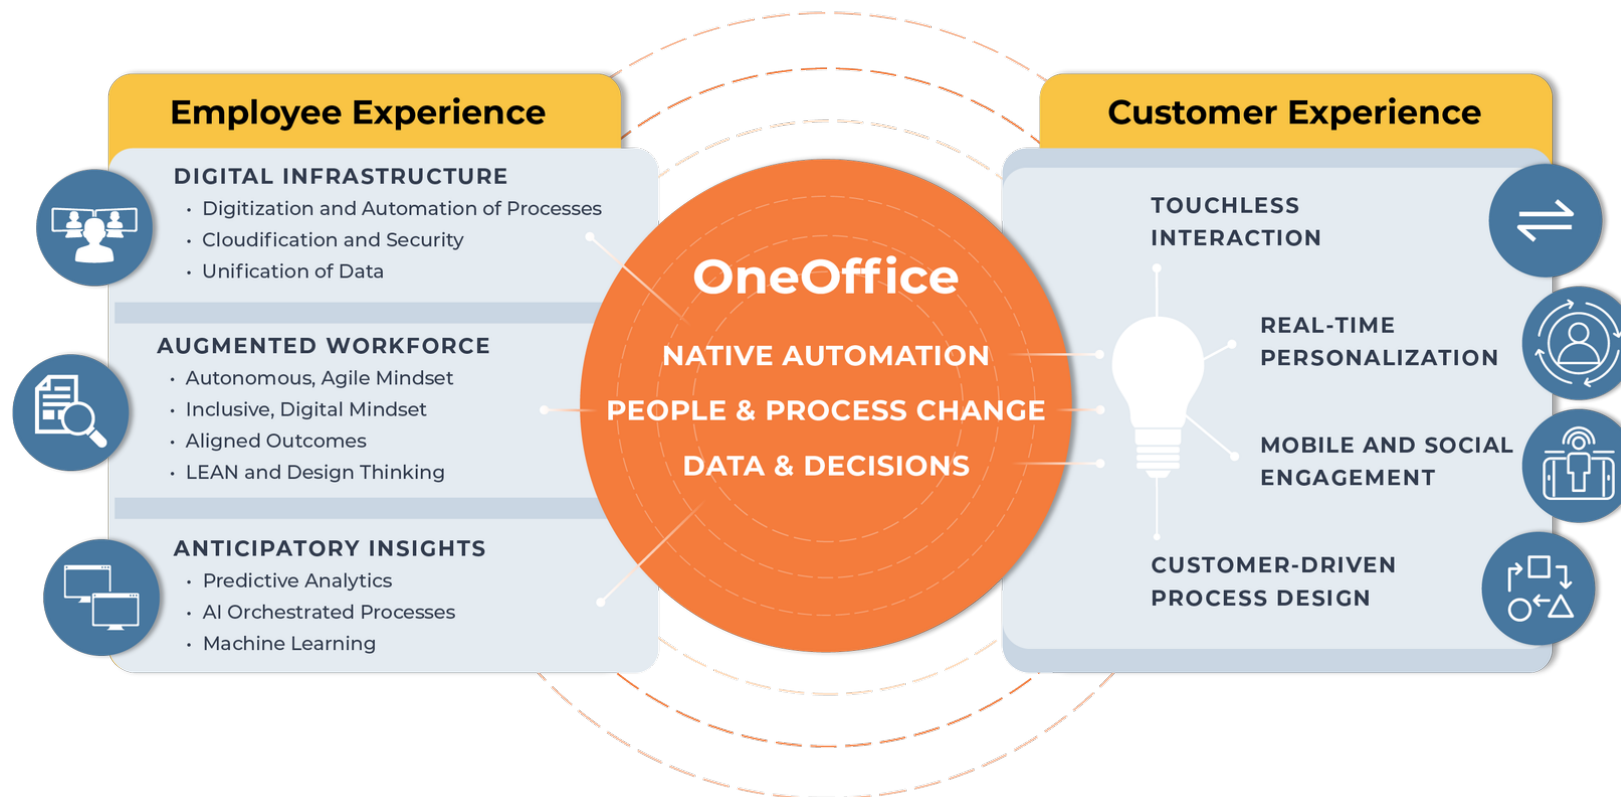 Employee Experience
DIGITAL INFRASTRUCTURE
• Digitization and Automation of Processes
• Cloudification and Security
• Unification of Data
AUGMENTED WORKFORCE
• Autonomous, Agile Mindset
• Inclusive, Digital Mindset
• Aligned Outcomes
• LEAN and Design Thinking
ANTICIPATORY INSIGHTS
• Predictive Analytics
• AI Orchestrated Processes
• Machine Learning
OneOffice
NATIVE AUTOMATION
PEOPLE & PROCESS CHANGE
DATA & DECISIONS
Customer Experience
TOUCHLESS
INTERACTION
REAL-TIME
PERSONALIZATION
MOBILE AND SOCIAL
ENGAGEMENT
CUSTOMER-DRIVEN
PROCESS DESIGN